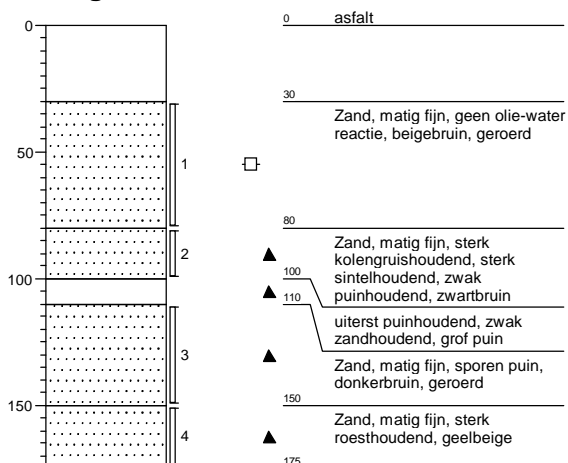 0
0
asfalt
30
Zand, matig fijn, geen olie-water
reactie, beigebruin, geroerd
50
1
80
Zand, matig fijn, sterk
kolengruishoudend, sterk
sintelhoudend, zwak
puinhoudend, zwartbruin
2
100
100
110
uiterst puinhoudend, zwak
zandhoudend, grof puin
3
Zand, matig fijn, sporen puin,
donkerbruin, geroerd
150
150
Zand, matig fijn, sterk
roesthoudend, geelbeige
4
175